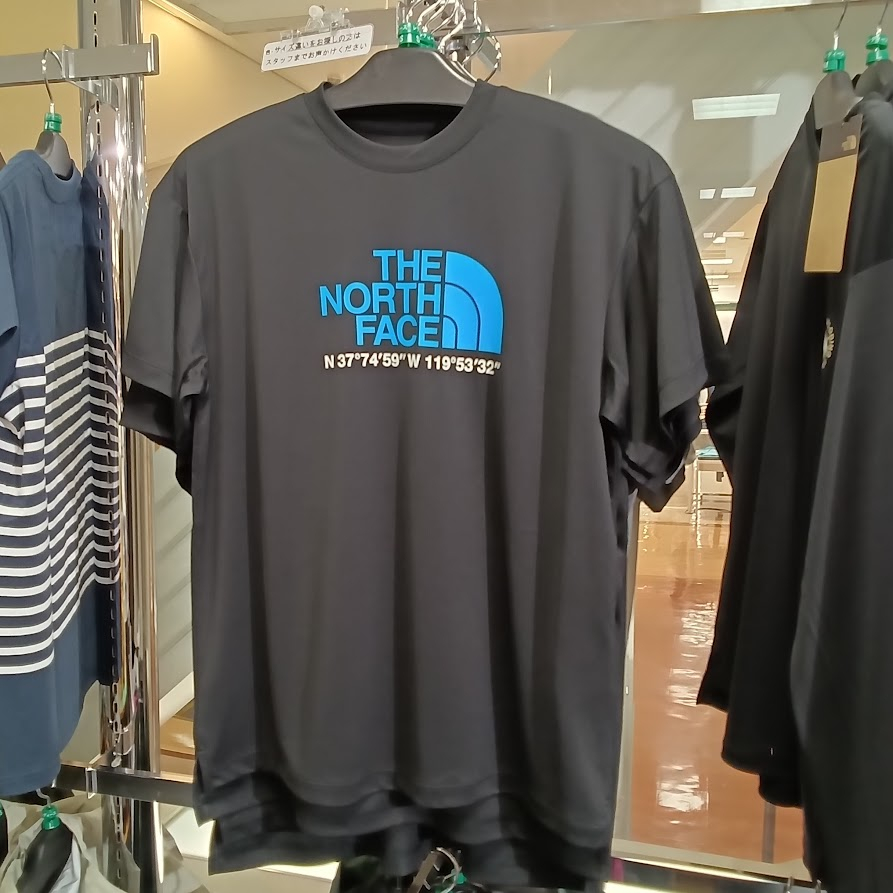 色・サイズ違いをお探しの方は
スタッフまでお声かけください
THE
NORTH
FACE
N 37°74'59" W 119°53'32"